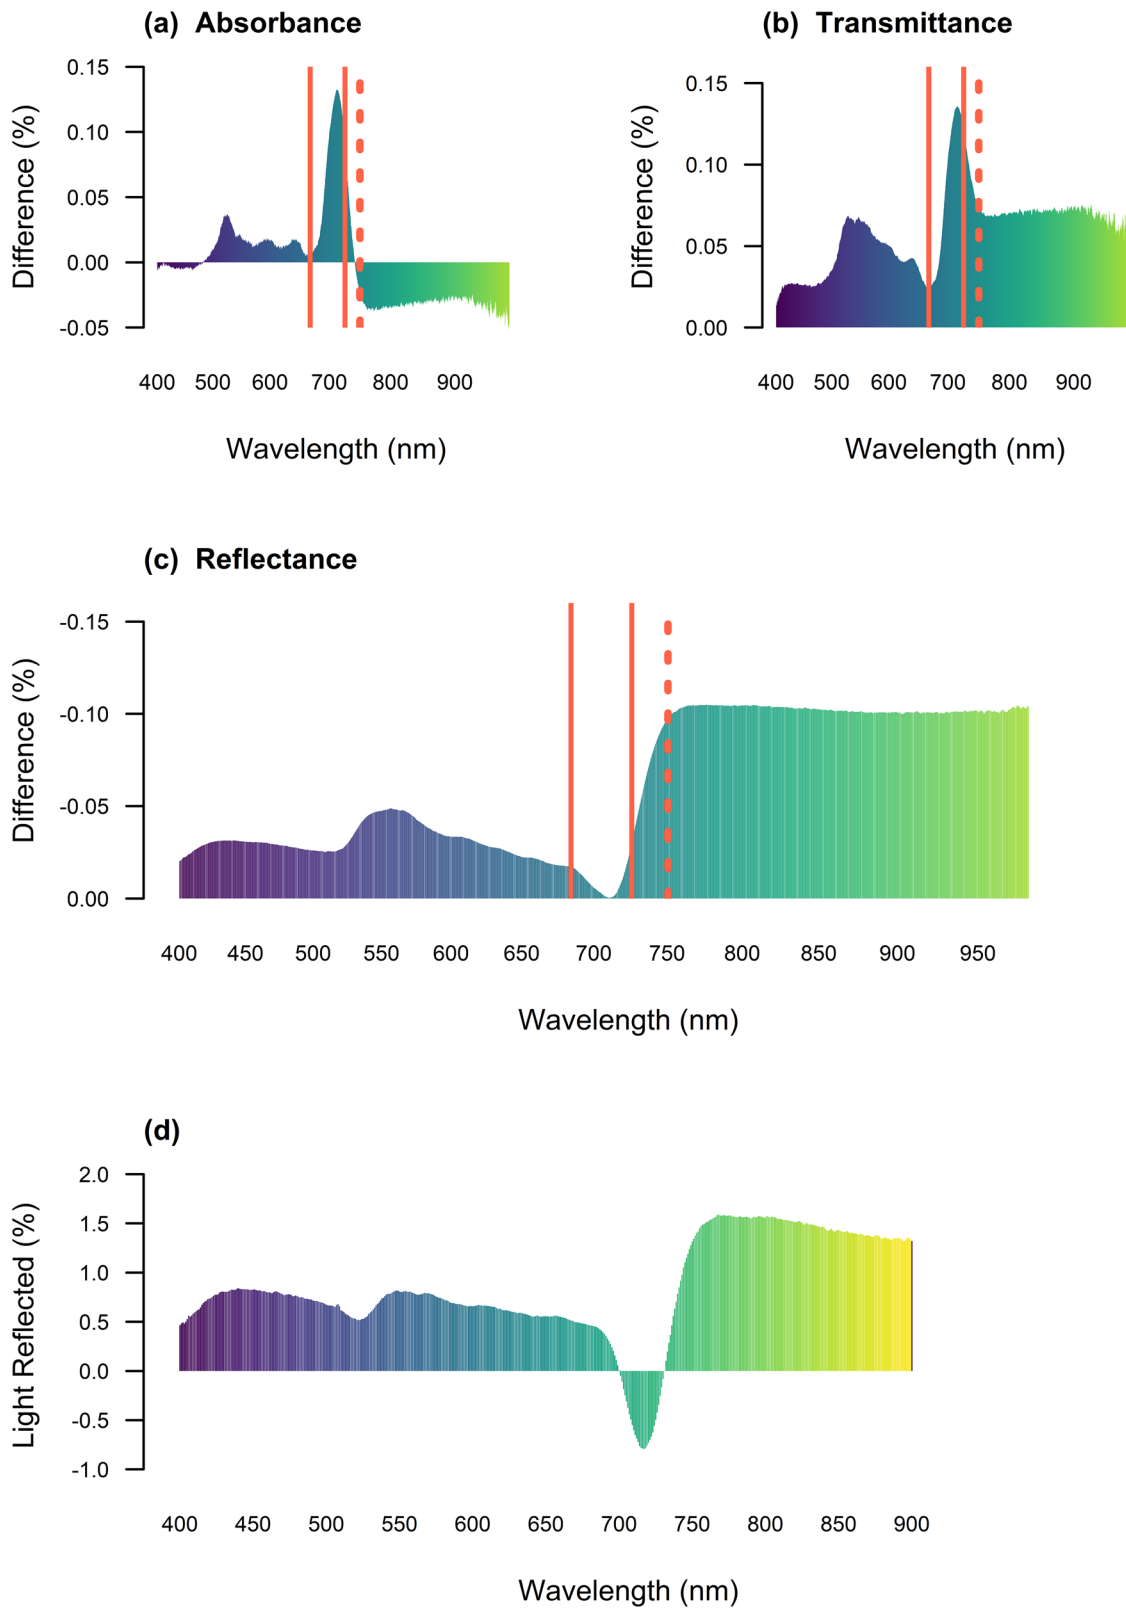 (a) Absorbance
(b) Transmittance
Difference (%)
0.15
0.10
0.05
0.00
-0.05
400 500 600 700 800 900
Wavelength (nm)
Difference (%)
0.15
0.10
0.05
0.00
400 500 600 700 800 900
Wavelength (nm)
(c) Reflectance
Difference (%)
-0.15
-0.10
-0.05
0.00
400 450 500 550 600 650 700 750 800 850 900 950
Wavelength (nm)
(d)
Light Reflected (%)
2.0
1.5
1.0
0.5
0.0
-0.5
-1.0
400 450 500 550 600 650 700 750 800 850 900
Wavelength (nm)